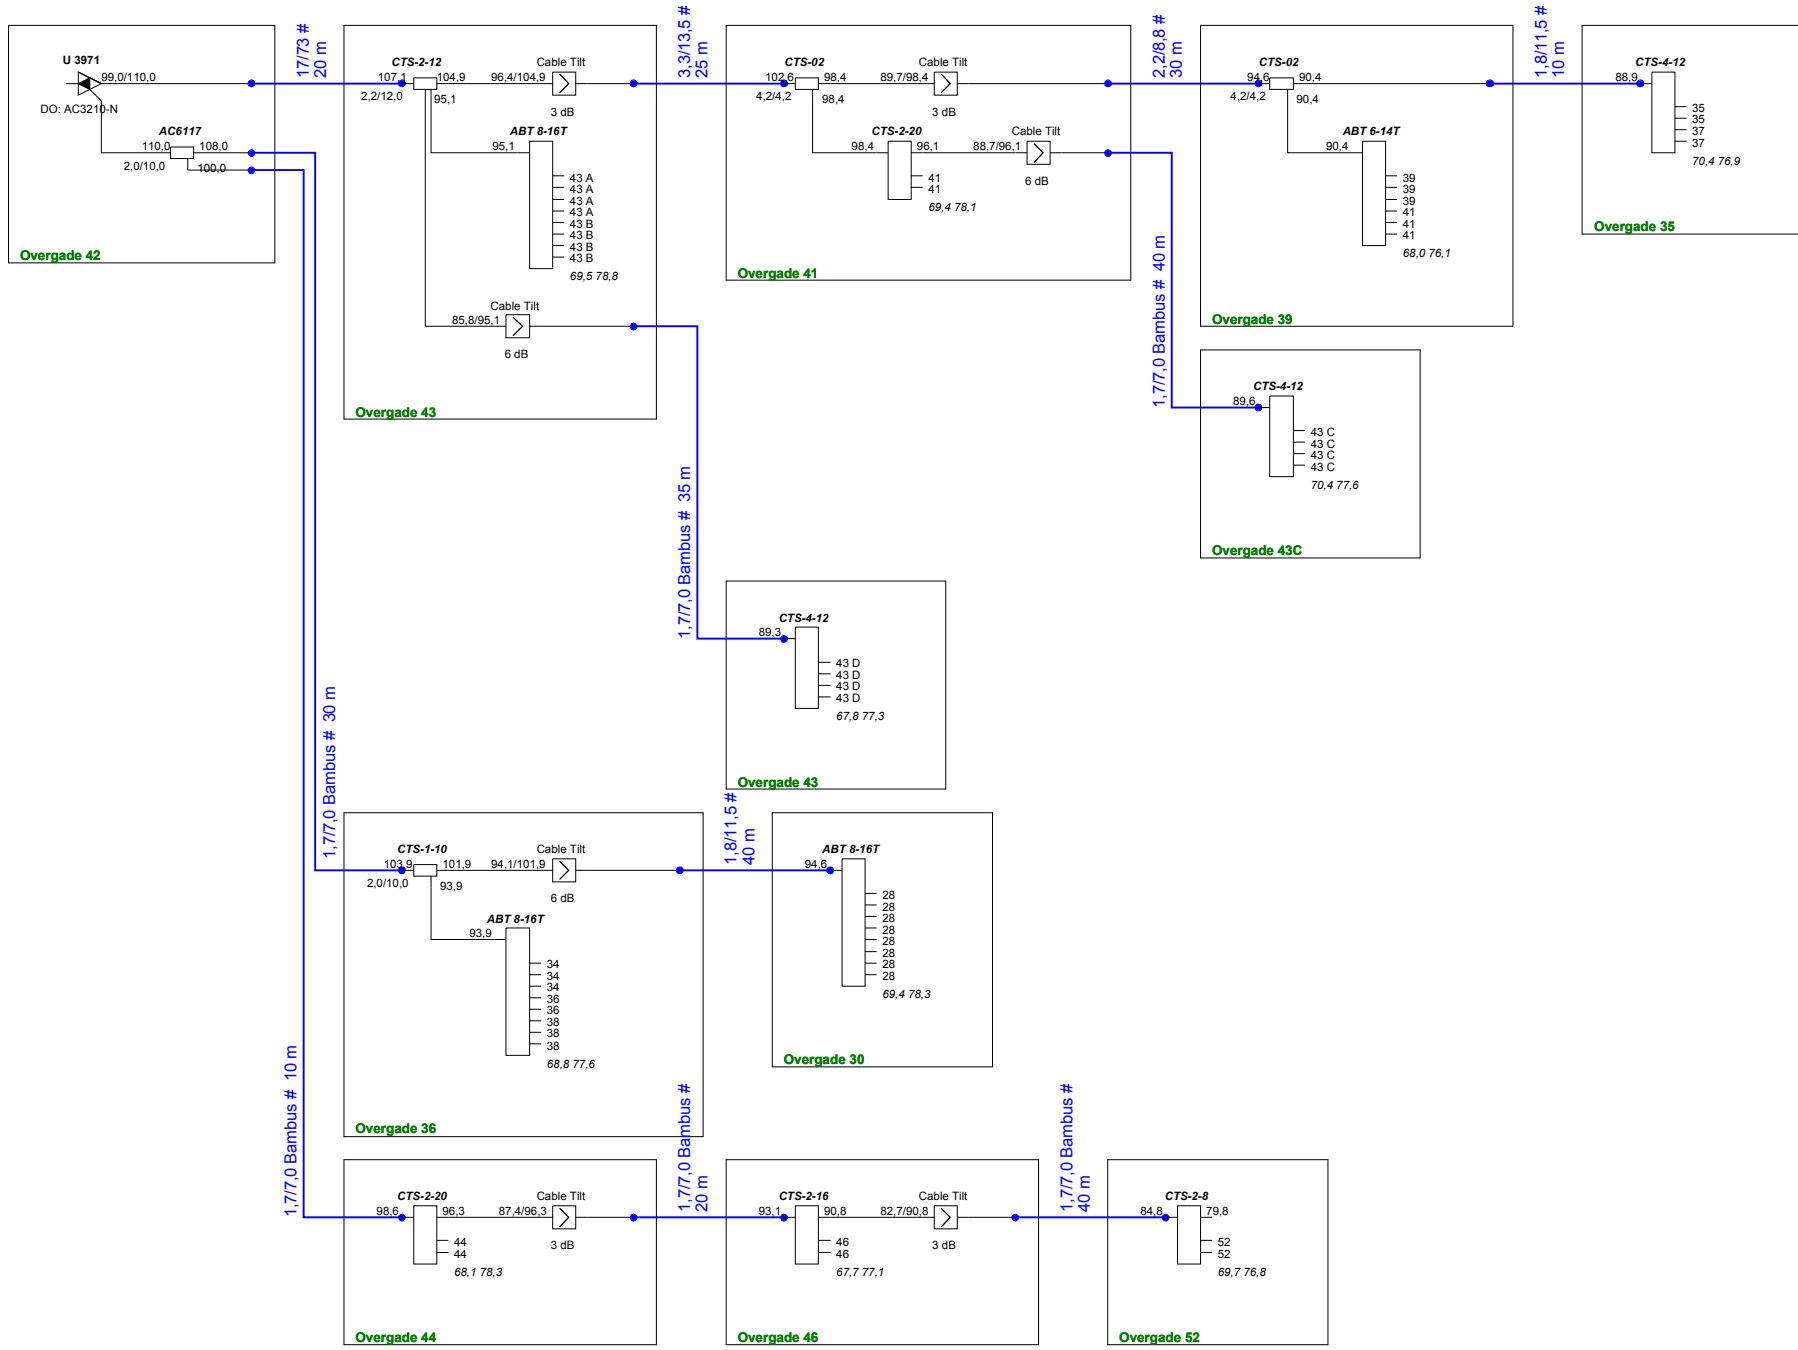 U 3971
99,0/110,0
DO: AC3210-N
AC6117
110,0
108,0
2,0/10,0
100,0
Overgade 42
17/73 #
20 m
CTS-2-12
107,1
104,9
2,2/12,0
95,1
96,4/104,9
Cable Tilt
3 dB
ABT 8-16T
95,1
43 A
43 A
43 A
43 A
43 B
43 B
43 B
43 B
69,5 78,8
Cable Tilt
85,8/95,1
6 dB
Overgade 43
3,3/13,5 #
25 m
CTS-02
102,6
98,4
4,2/4,2
98,4
89,7/98,4
Cable Tilt
3 dB
CTS-2-20
98,4
96,1
41
41
69,4 78,1
88,7/96,1
Cable Tilt
6 dB
Overgade 41
2,2/8,8 #
30 m
CTS-02
94,6
90,4
4,2/4,2
90,4
ABT 6-14T
90,4
39
39
39
41
41
41
68,0 76,1
Overgade 39
1,8/11,5 #
10 m
CTS-4-12
88,9
35
35
37
37
70,4 76,9
Overgade 35
1,7/7,0 Bambus # 40 m
CTS-4-12
89,6
43 C
43 C
43 C
43 C
70,4 77,6
Overgade 43C
1,7/7,0 Bambus # 35 m
CTS-4-12
89,3
43 D
43 D
43 D
43 D
67,8 77,3
Overgade 43
1,7/7,0 Bambus # 30 m
CTS-1-10
103,9
101,9
2,0/10,0
93,9
94,1/101,9
Cable Tilt
6 dB
ABT 8-16T
93,9
34
34
34
36
36
38
38
38
68,8 77,6
Overgade 36
1,8/11,5 #
40 m
ABT 8-16T
94,6
28
28
28
28
28
28
28
28
69,4 78,3
Overgade 30
1,7/7,0 Bambus # 10 m
CTS-2-20
98,6
96,3
44
44
68,1 78,3
87,4/96,3
Cable Tilt
3 dB
Overgade 44
1,7/7,0 Bambus #
20 m
CTS-2-16
93,1
90,8
46
46
67,7 77,1
82,7/90,8
Cable Tilt
3 dB
Overgade 46
1,7/7,0 Bambus #
40 m
CTS-2-8
84,8
79,8
52
52
69,7 76,8
Overgade 52